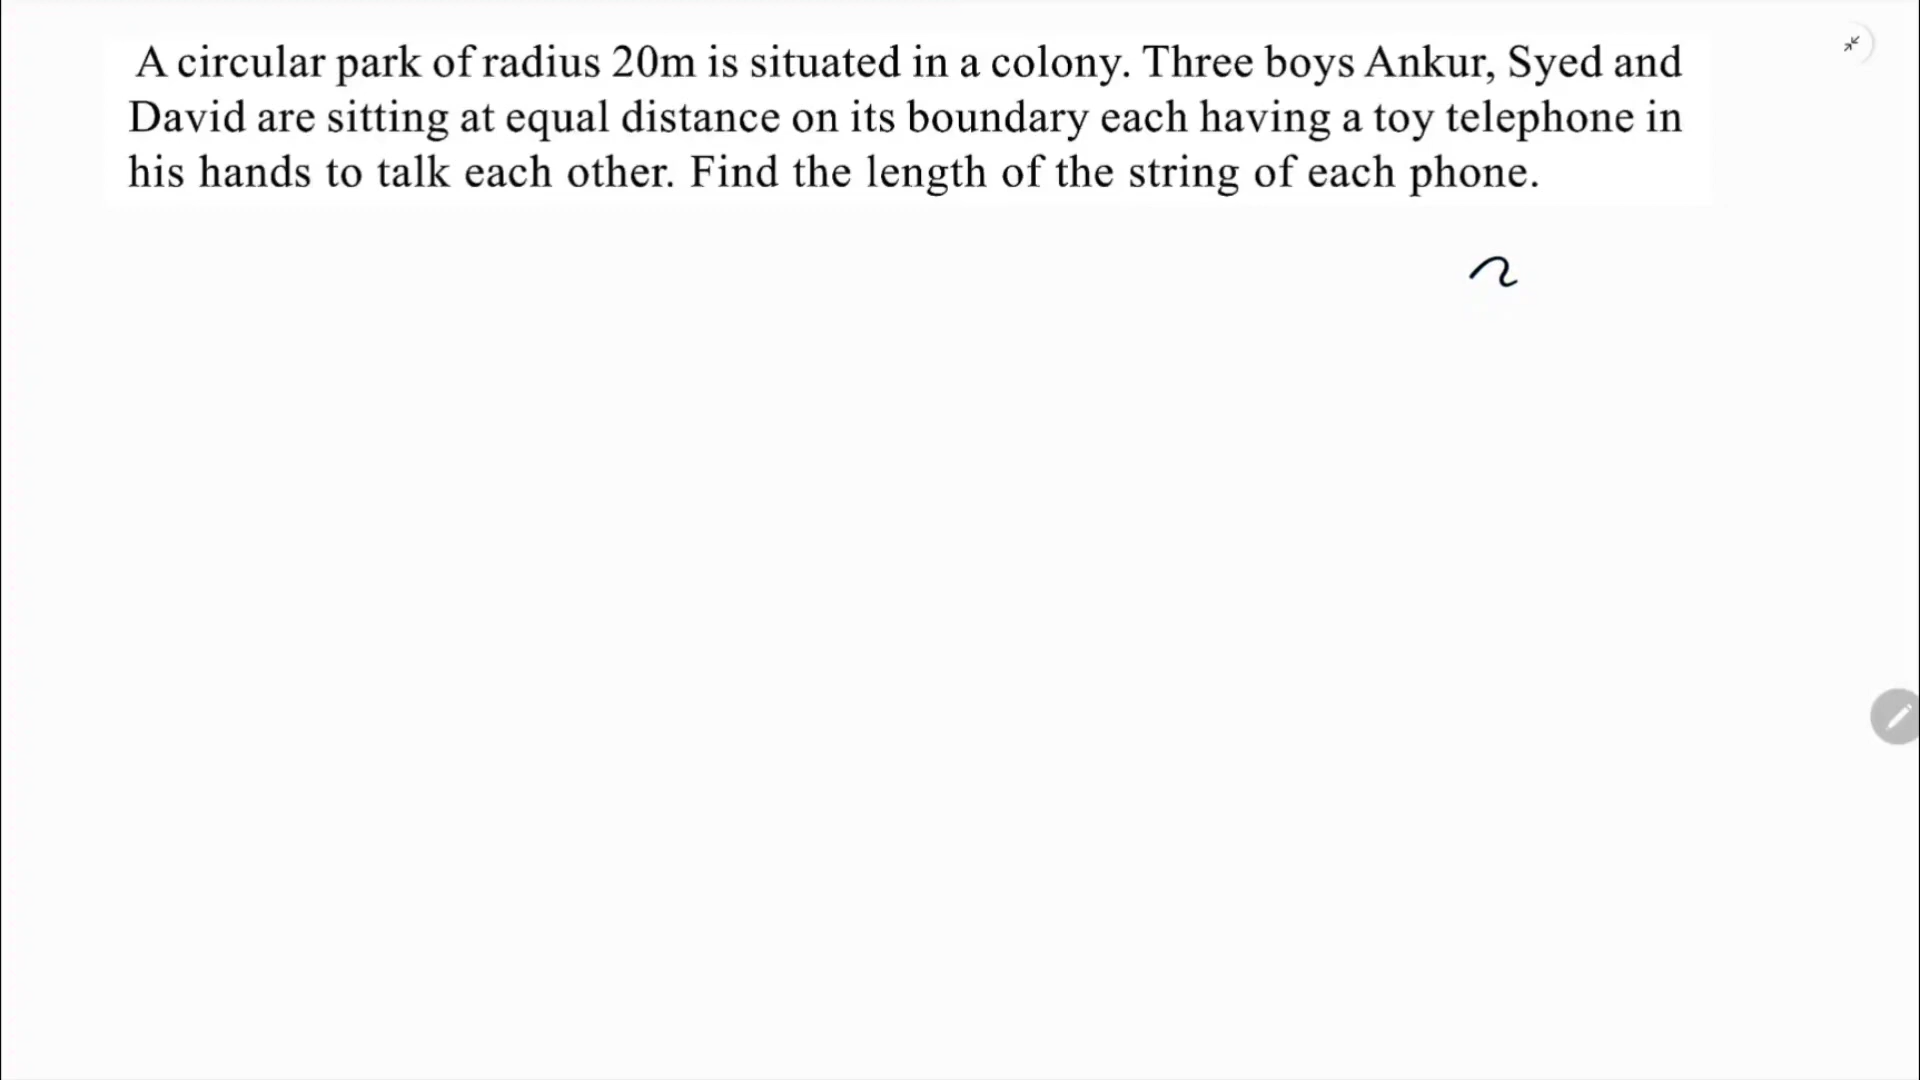 A circular park of radius 20m is situated in a colony. Three boys Ankur, Syed and
David are sitting at equal distance on its boundary each having a toy telephone in
his hands to talk each other. Find the length of the string of each phone.